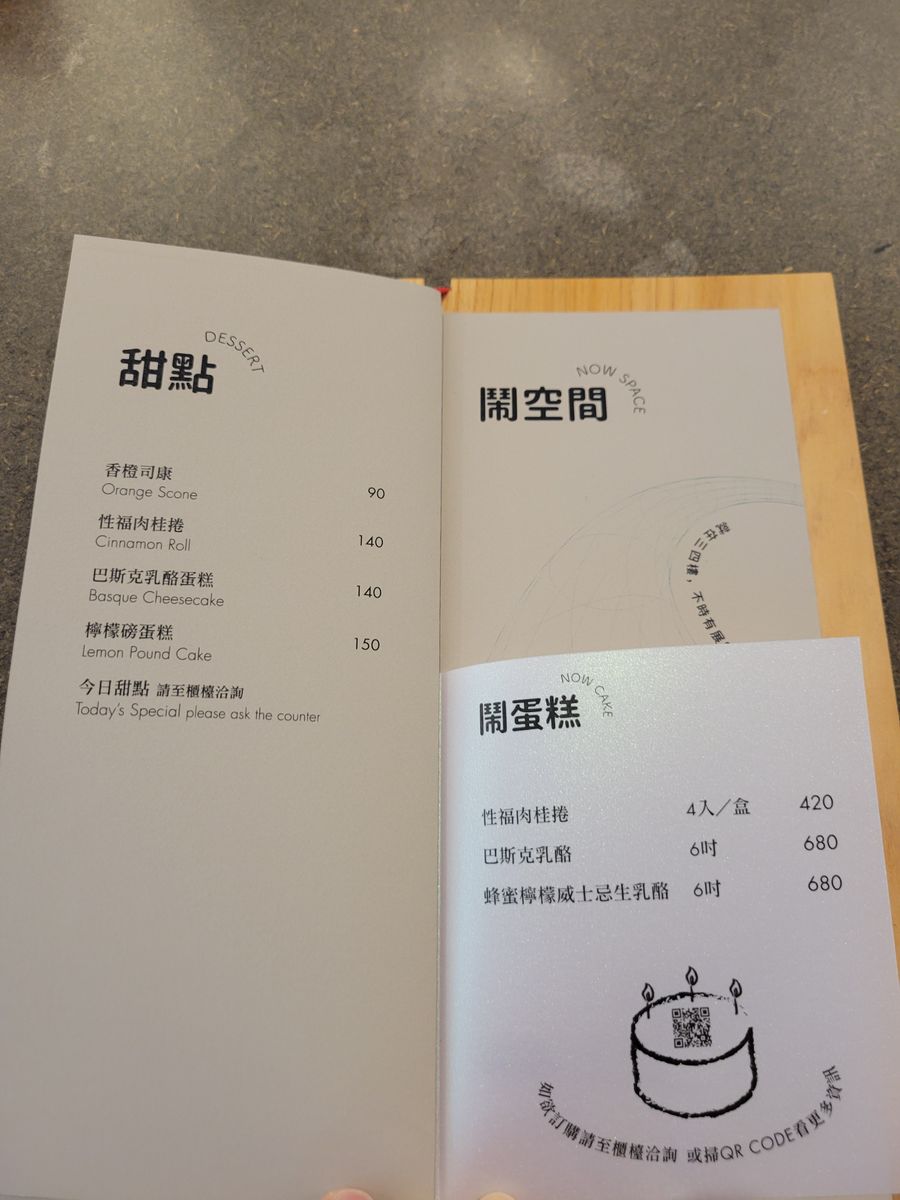 DESSERT
甜點
香橙司康
Orange Scone 90
性福肉桂捲
Cinnamon Roll 140
巴斯克乳酪蛋糕
Basque Cheesecake 140
檸檬磅蛋糕
Lemon Pound Cake 150
今日甜點 請至櫃檯洽詢
Today's Special please ask the counter
NOW SPACE
鬧空間
三四樓，不時有展
NOW CAKE
鬧蛋糕
性福肉桂捲 4入／盒 420
巴斯克乳酪 6吋 680
蜂蜜檸檬威士忌生乳酪 6吋 680
如欲訂購請至櫃檯洽詢 或掃QR CODE看更多資訊